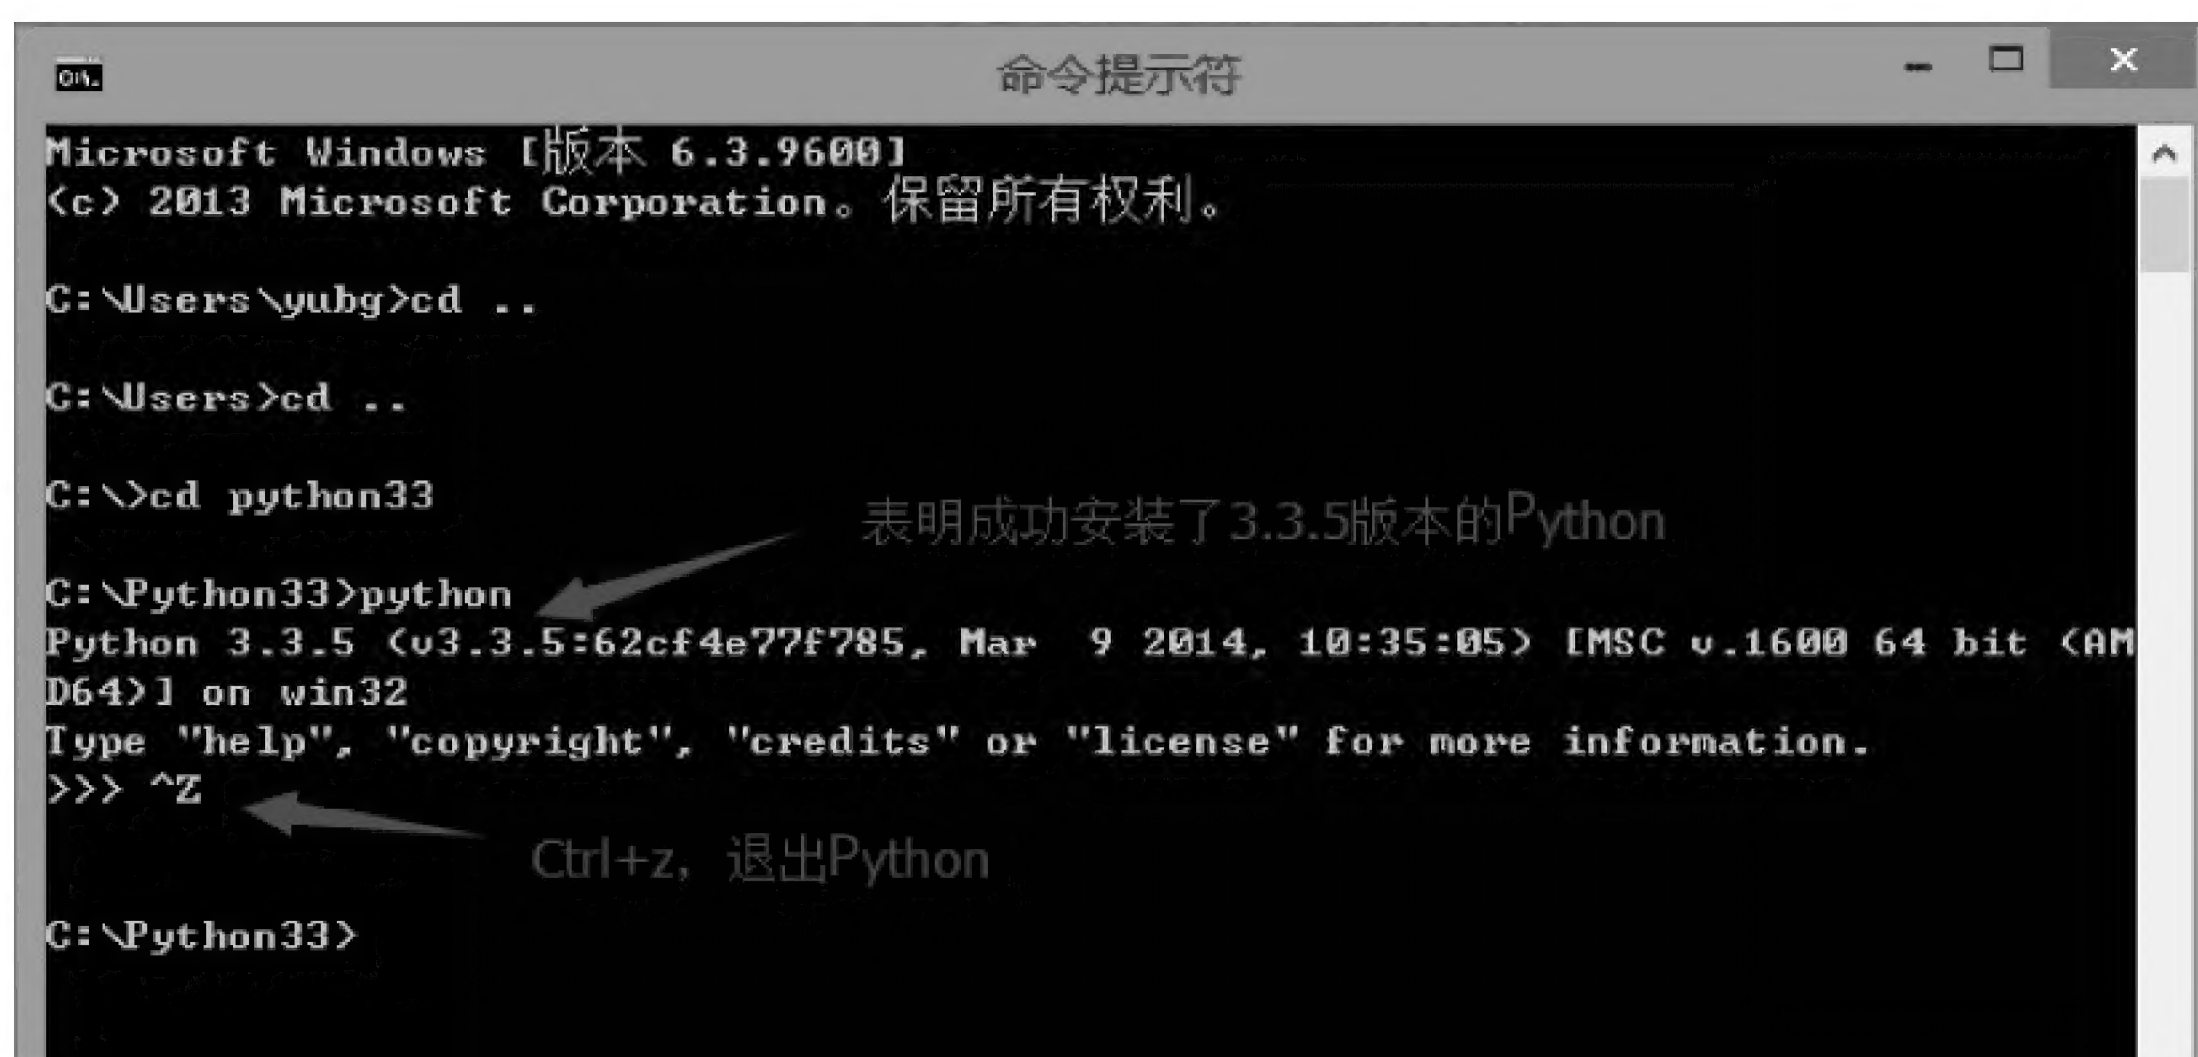 命令提示符
Microsoft Windows [版本 6.3.9600]
(c) 2013 Microsoft Corporation。保留所有权利。
C:\Users\yubg>cd ..
C:\Users>cd ..
C:\>cd python33
表明成功安装了3.3.5版本的Python
C:\Python33>python
Python 3.3.5 (v3.3.5:62cf4e77f785, Mar  9 2014, 10:35:05) [MSC v.1600 64 bit (AM
D64)] on win32
Type "help", "copyright", "credits" or "license" for more information.
>>> ^Z
Ctrl+z，退出Python
C:\Python33>